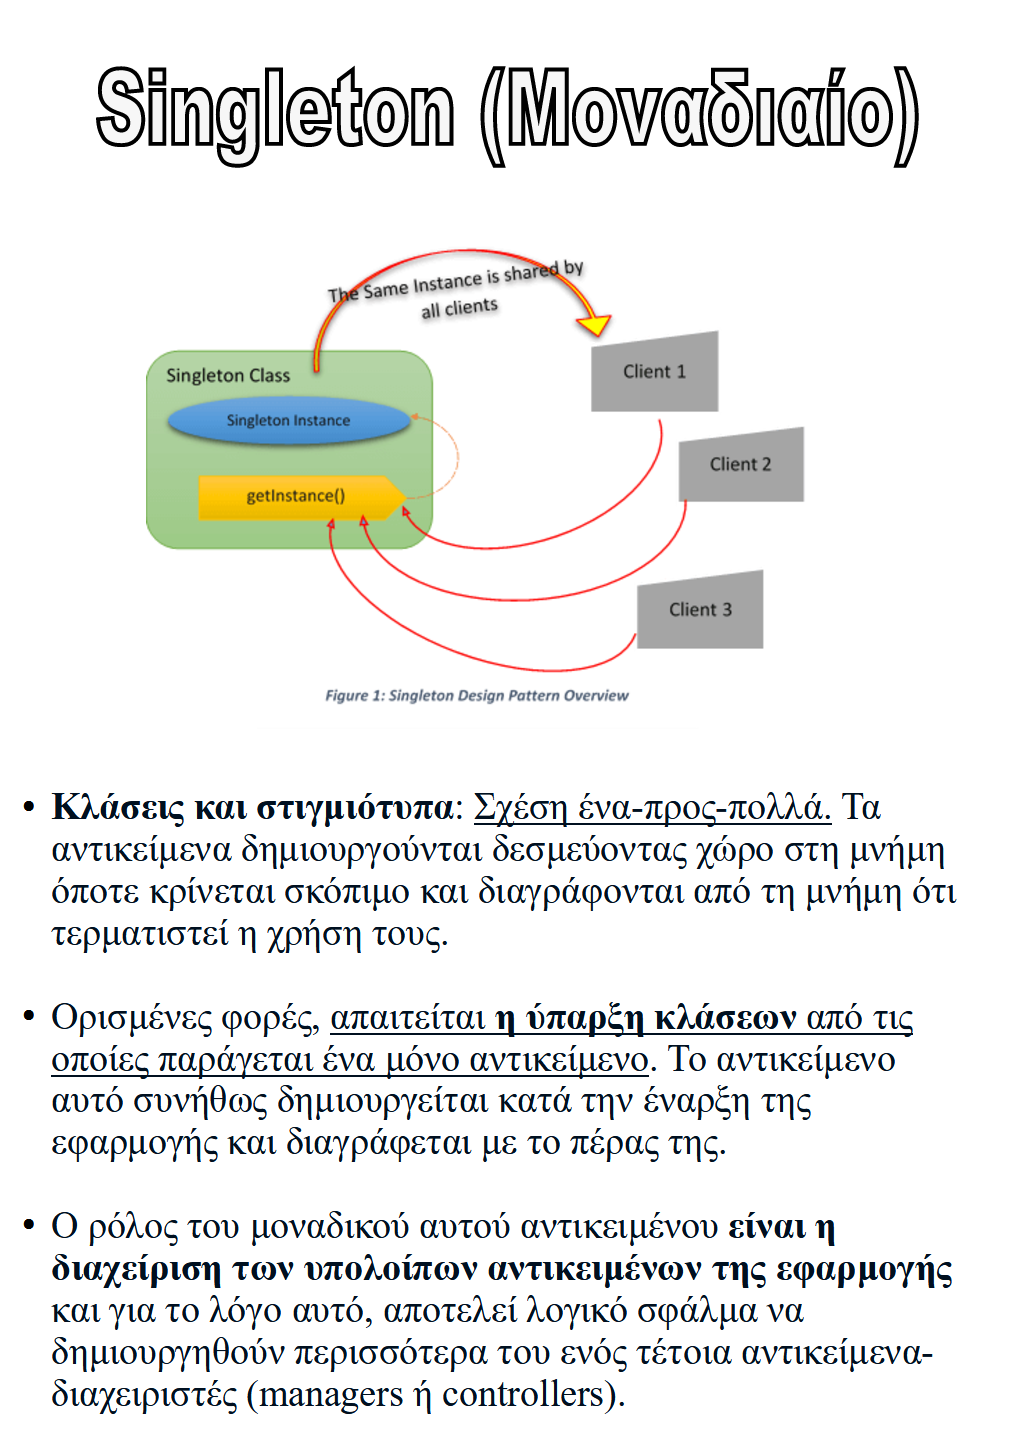 Singleton (Μοναδιαίο)
The Same Instance is shared by
all clients
Singleton Class
Singleton Instance
getInstance()
Client 1
Client 2
Client 3
Figure 1: Singleton Design Pattern Overview
• Κλάσεις και στιγμιότυπα: Σχέση ένα-προς-πολλά. Τα
αντικείμενα δημιουργούνται δεσμεύοντας χώρο στη μνήμη
όποτε κρίνεται σκόπιμο και διαγράφονται από τη μνήμη ότι
τερματιστεί η χρήση τους.
• Ορισμένες φορές, απαιτείται η ύπαρξη κλάσεων από τις
οποίες παράγεται ένα μόνο αντικείμενο. Το αντικείμενο
αυτό συνήθως δημιουργείται κατά την έναρξη της
εφαρμογής και διαγράφεται με το πέρας της.
• Ο ρόλος του μοναδικού αυτού αντικειμένου είναι η
διαχείριση των υπολοίπων αντικειμένων της εφαρμογής
και για το λόγο αυτό, αποτελεί λογικό σφάλμα να
δημιουργηθούν περισσότερα του ενός τέτοια αντικείμενα-
διαχειριστές (managers ή controllers).